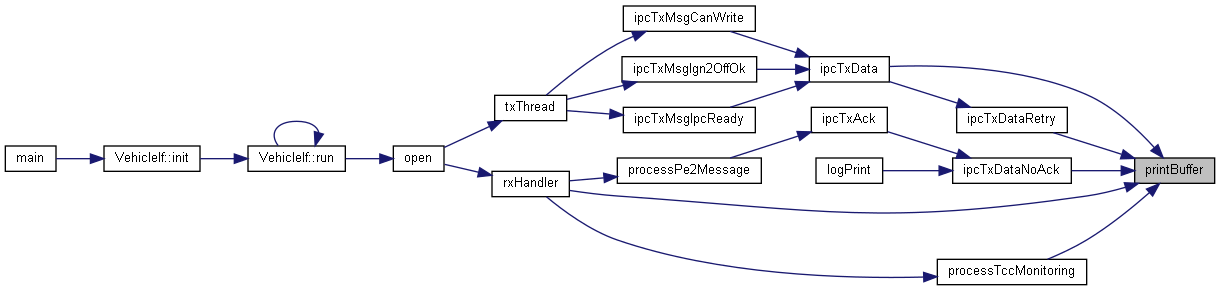 main
VehicleIf::init
VehicleIf::run
open
txThread
rxHandler
ipcTxMsgCanWrite
ipcTxMsgIgn2OffOk
ipcTxMsgIpcReady
processPe2Message
ipcTxData
ipcTxAck
logPrint
ipcTxDataRetry
ipcTxDataNoAck
processTccMonitoring
printBuffer